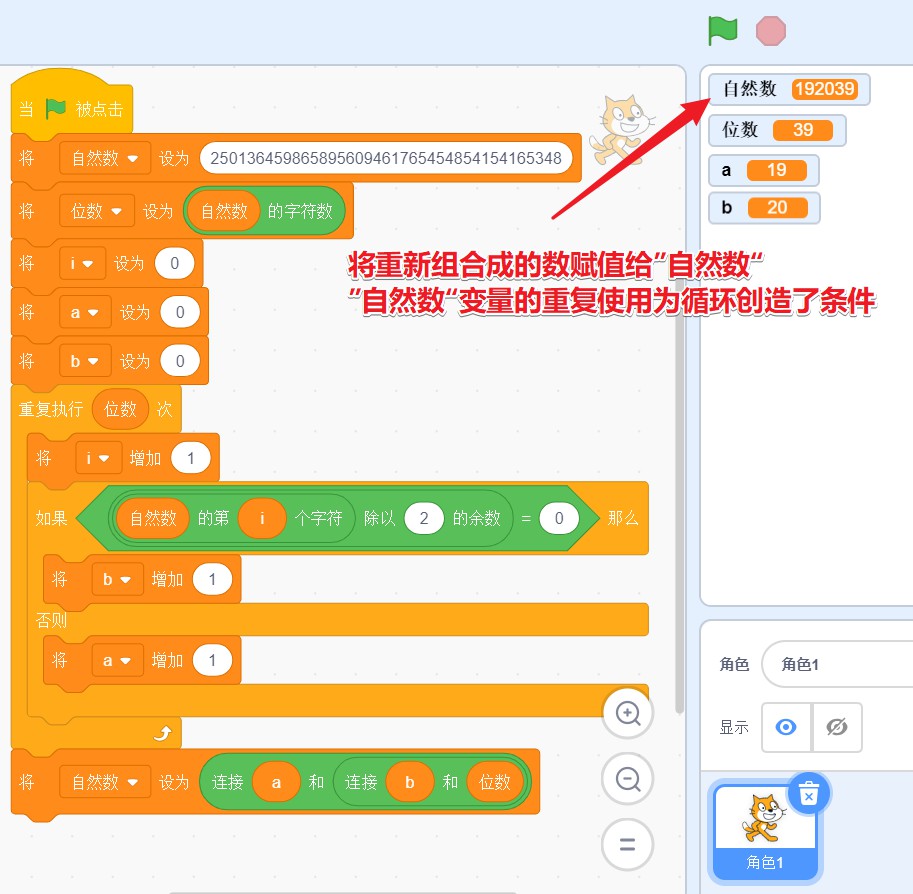 当 被点击
将 自然数 设为 250136459865895609461765454854154165348
将 位数 设为 自然数 的字符数
将 i 设为 0
将 a 设为 0
将 b 设为 0
重复执行 位数 次
将 i 增加 1
如果 自然数 的第 i 个字符 除以 2 的余数 = 0 那么
将 b 增加 1
否则
将 a 增加 1
将 自然数 设为 连接 a 和 连接 b 和 位数
自然数 192039
位数 39
a 19
b 20
将重新组合成的数赋值给”自然数“
”自然数“变量的重复使用为循环创造了条件
角色 角色1
显示
角色1